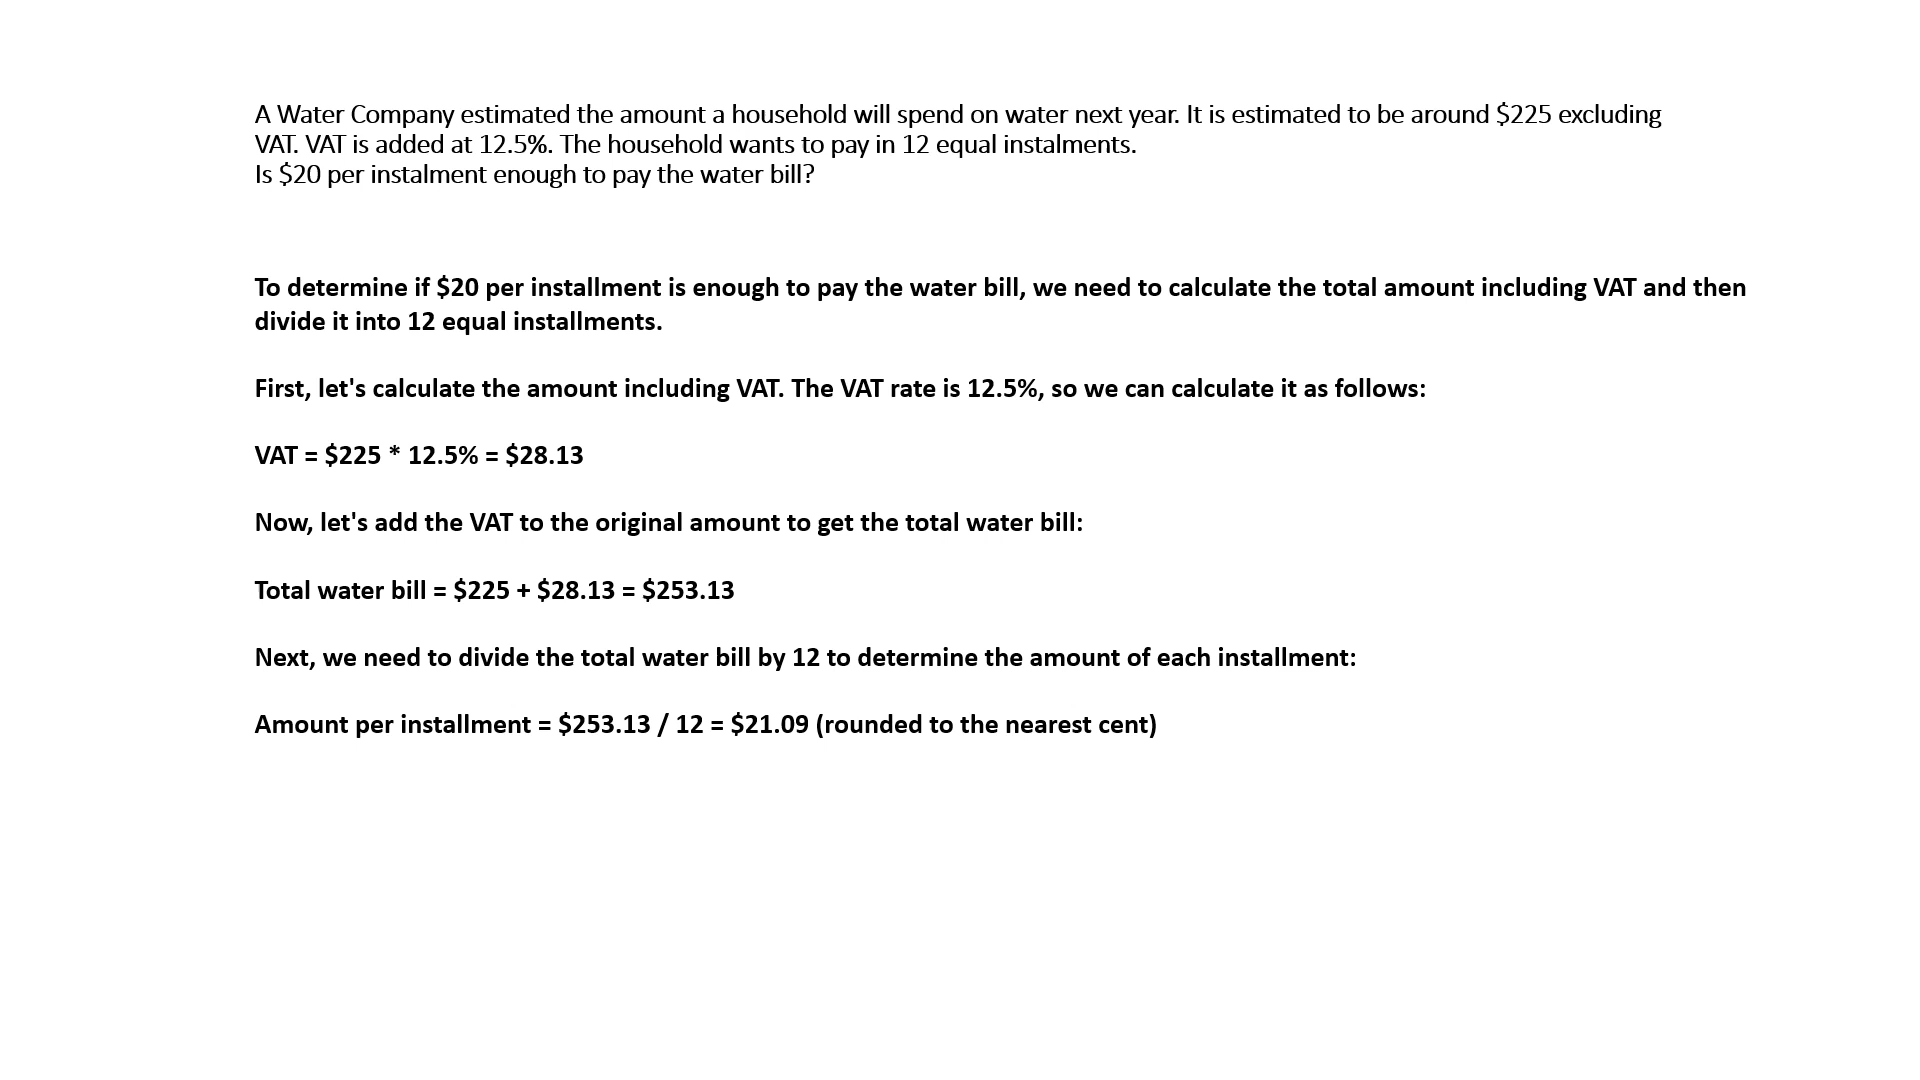 A Water Company estimated the amount a household will spend on water next year. It is estimated to be around $225 excluding
VAT. VAT is added at 12.5%. The household wants to pay in 12 equal instalments.
Is $20 per instalment enough to pay the water bill?
To determine if $20 per installment is enough to pay the water bill, we need to calculate the total amount including VAT and then
divide it into 12 equal installments.
First, let's calculate the amount including VAT. The VAT rate is 12.5%, so we can calculate it as follows:
VAT = $225 * 12.5% = $28.13
Now, let's add the VAT to the original amount to get the total water bill:
Total water bill = $225 + $28.13 = $253.13
Next, we need to divide the total water bill by 12 to determine the amount of each installment:
Amount per installment = $253.13 / 12 = $21.09 (rounded to the nearest cent)